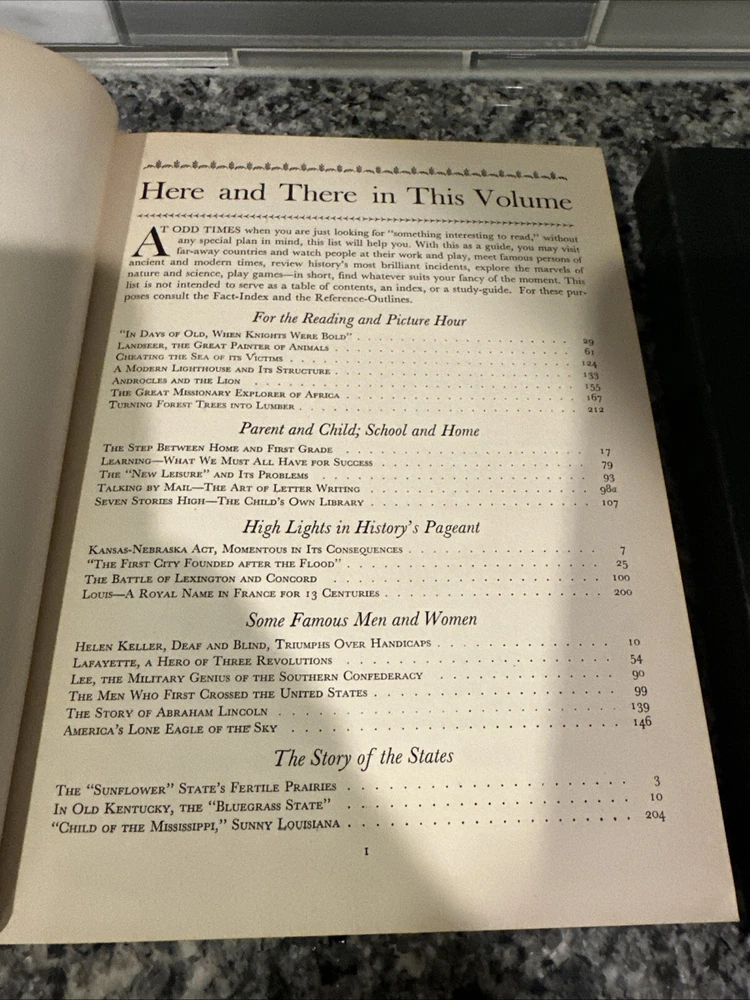 Here and There in This Volume
AT ODD TIMES when you are just looking for "something interesting to read," without
any special plan in mind, this list will help you. With this as a guide, you may visit
far-away countries and watch people at their work and play, meet famous persons of
ancient and modern times, review history's most brilliant incidents, explore the marvels of
nature and science, play games—in short, find whatever suits your fancy of the moment. This
list is not intended to serve as a table of contents, an index, or a study-guide. For these pur-
poses consult the Fact-Index and the Reference-Outlines.
For the Reading and Picture Hour
"In Days of Old, When Knights Were Bold" 29
Landseer, the Great Painter of Animals 61
Cheating the Sea of its Victims 124
A Modern Lighthouse and Its Structure 133
Androcles and the Lion 155
The Great Missionary Explorer of Africa 167
Turning Forest Trees into Lumber 212
Parent and Child; School and Home
The Step Between Home and First Grade 17
Learning—What We Must All Have for Success 79
The "New Leisure" and Its Problems 93
Talking by Mail—The Art of Letter Writing 98a
Seven Stories High—The Child's Own Library 107
High Lights in History's Pageant
Kansas-Nebraska Act, Momentous in Its Consequences 7
"The First City Founded after the Flood" 25
The Battle of Lexington and Concord 100
Louis—A Royal Name in France for 13 Centuries 200
Some Famous Men and Women
Helen Keller, Deaf and Blind, Triumphs Over Handicaps 10
Lafayette, a Hero of Three Revolutions 54
Lee, the Military Genius of the Southern Confederacy 90
The Men Who First Crossed the United States 99
The Story of Abraham Lincoln 139
America's Lone Eagle of the Sky 146
The Story of the States
The "Sunflower" State's Fertile Prairies 3
In Old Kentucky, the "Bluegrass State" 10
"Child of the Mississippi," Sunny Louisiana 204
1